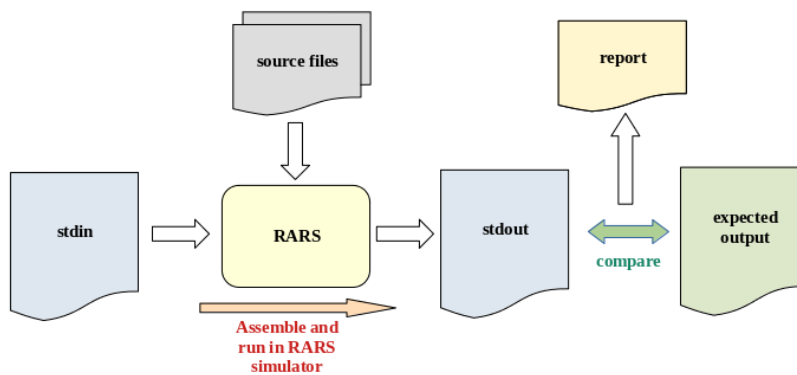 source files
report
stdin
RARS
stdout
expected
output
compare
Assemble and
run in RARS
simulator